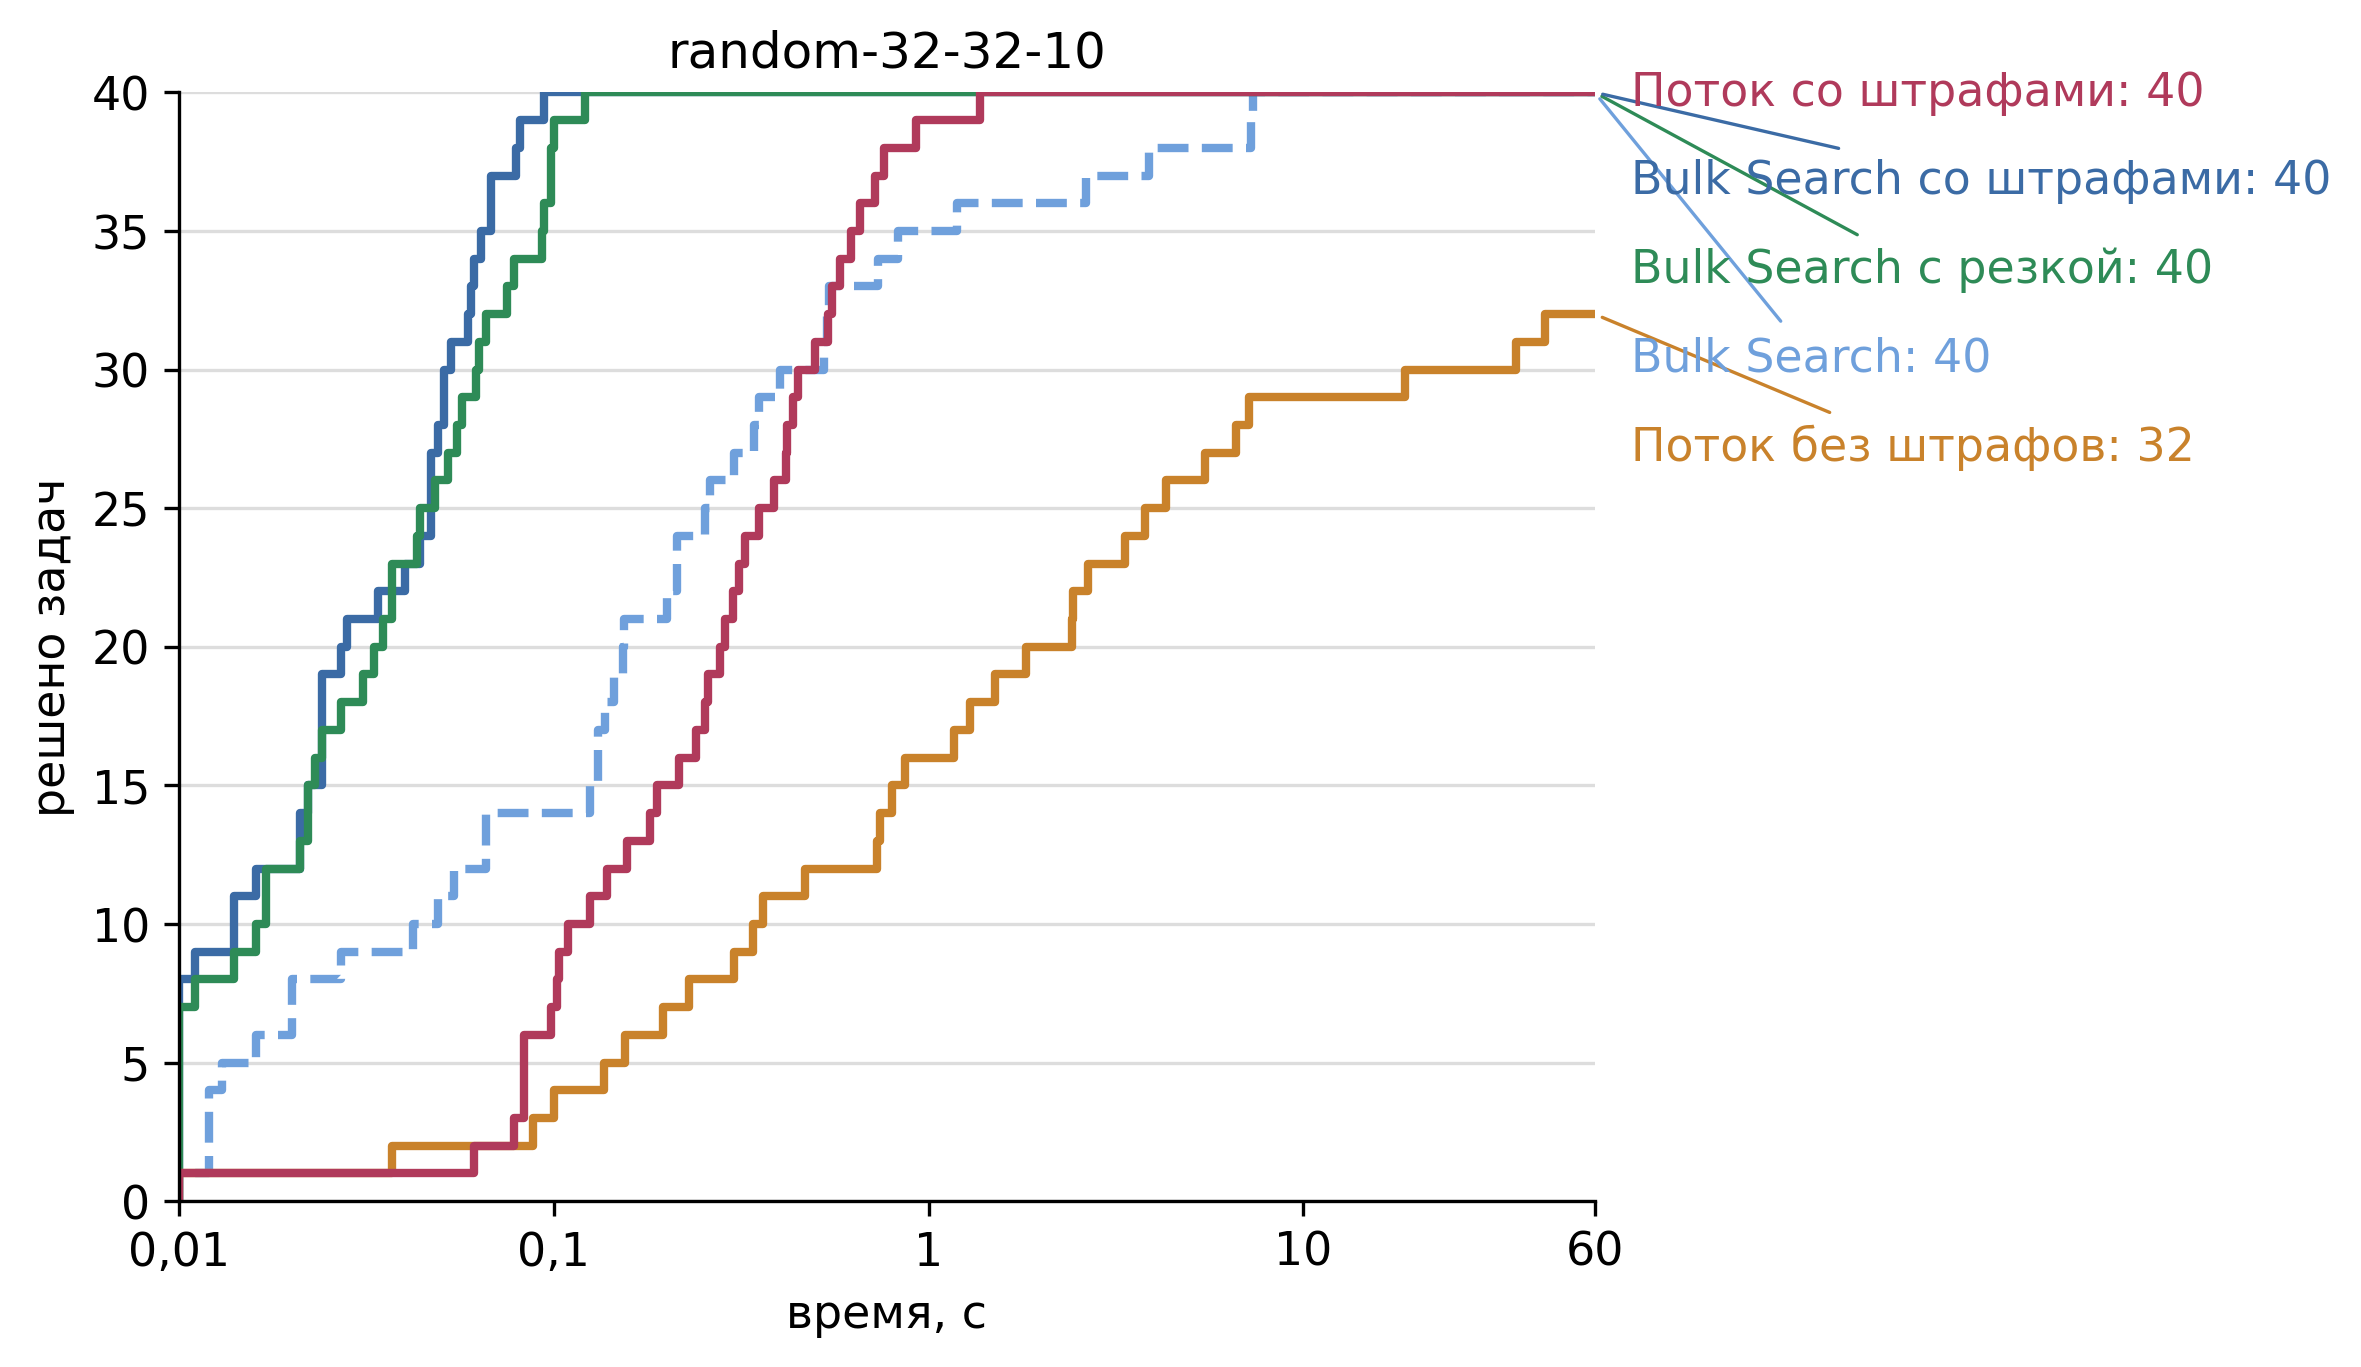 random-32-32-10
40
35
30
25
20
15
10
5
0
решено задач
0,01
0,1
1
10
60
время, с
Поток со штрафами: 40
Bulk Search со штрафами: 40
Bulk Search с резкой: 40
Bulk Search: 40
Поток без штрафов: 32